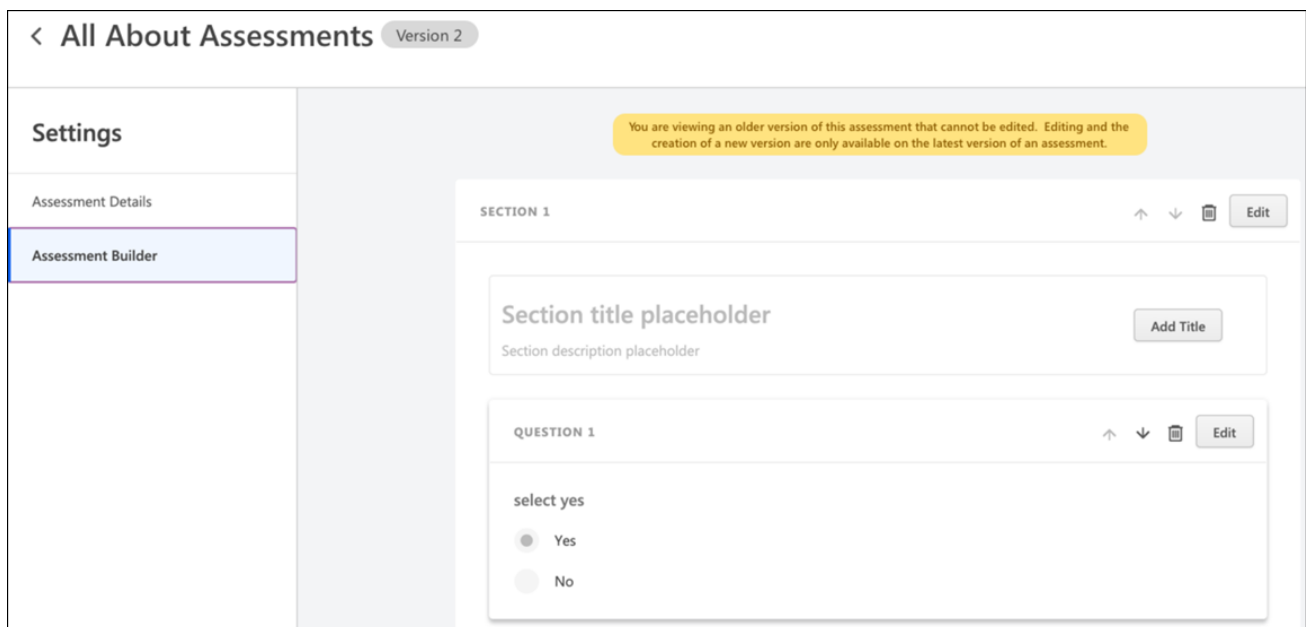 All About Assessments Version 2
Settings
Assessment Details
Assessment Builder
You are viewing an older version of this assessment that cannot be edited. Editing and the
creation of a new version are only available on the latest version of an assessment.
SECTION 1 Edit
Section title placeholder
Section description placeholder
Add Title
QUESTION 1 Edit
select yes
Yes
No